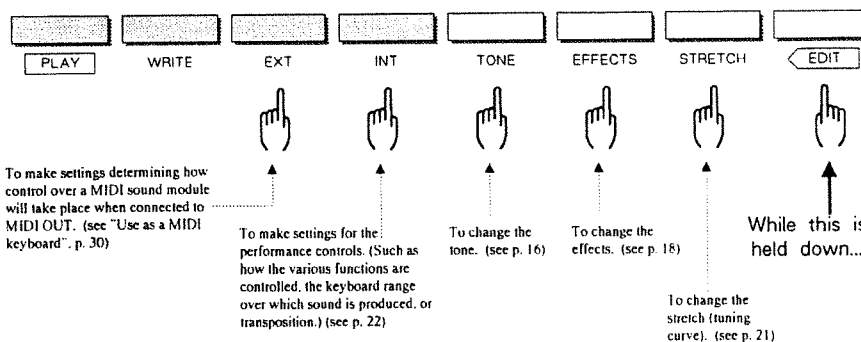 PLAY WRITE EXT INT TONE EFFECTS STRETCH EDIT
To make settings determining how
control over a MIDI sound module
will take place when connected to
MIDI OUT. (see "Use as a MIDI
keyboard", p. 30)
To make settings for the
performance controls. (Such as
how the various functions are
controlled, the keyboard range
over which sound is produced, or
transposition.) (see p. 22)
To change the
tone. (see p. 16)
To change the
effects. (see p. 18)
To change the
stretch (tuning
curve). (see p. 21)
While this is
held down...